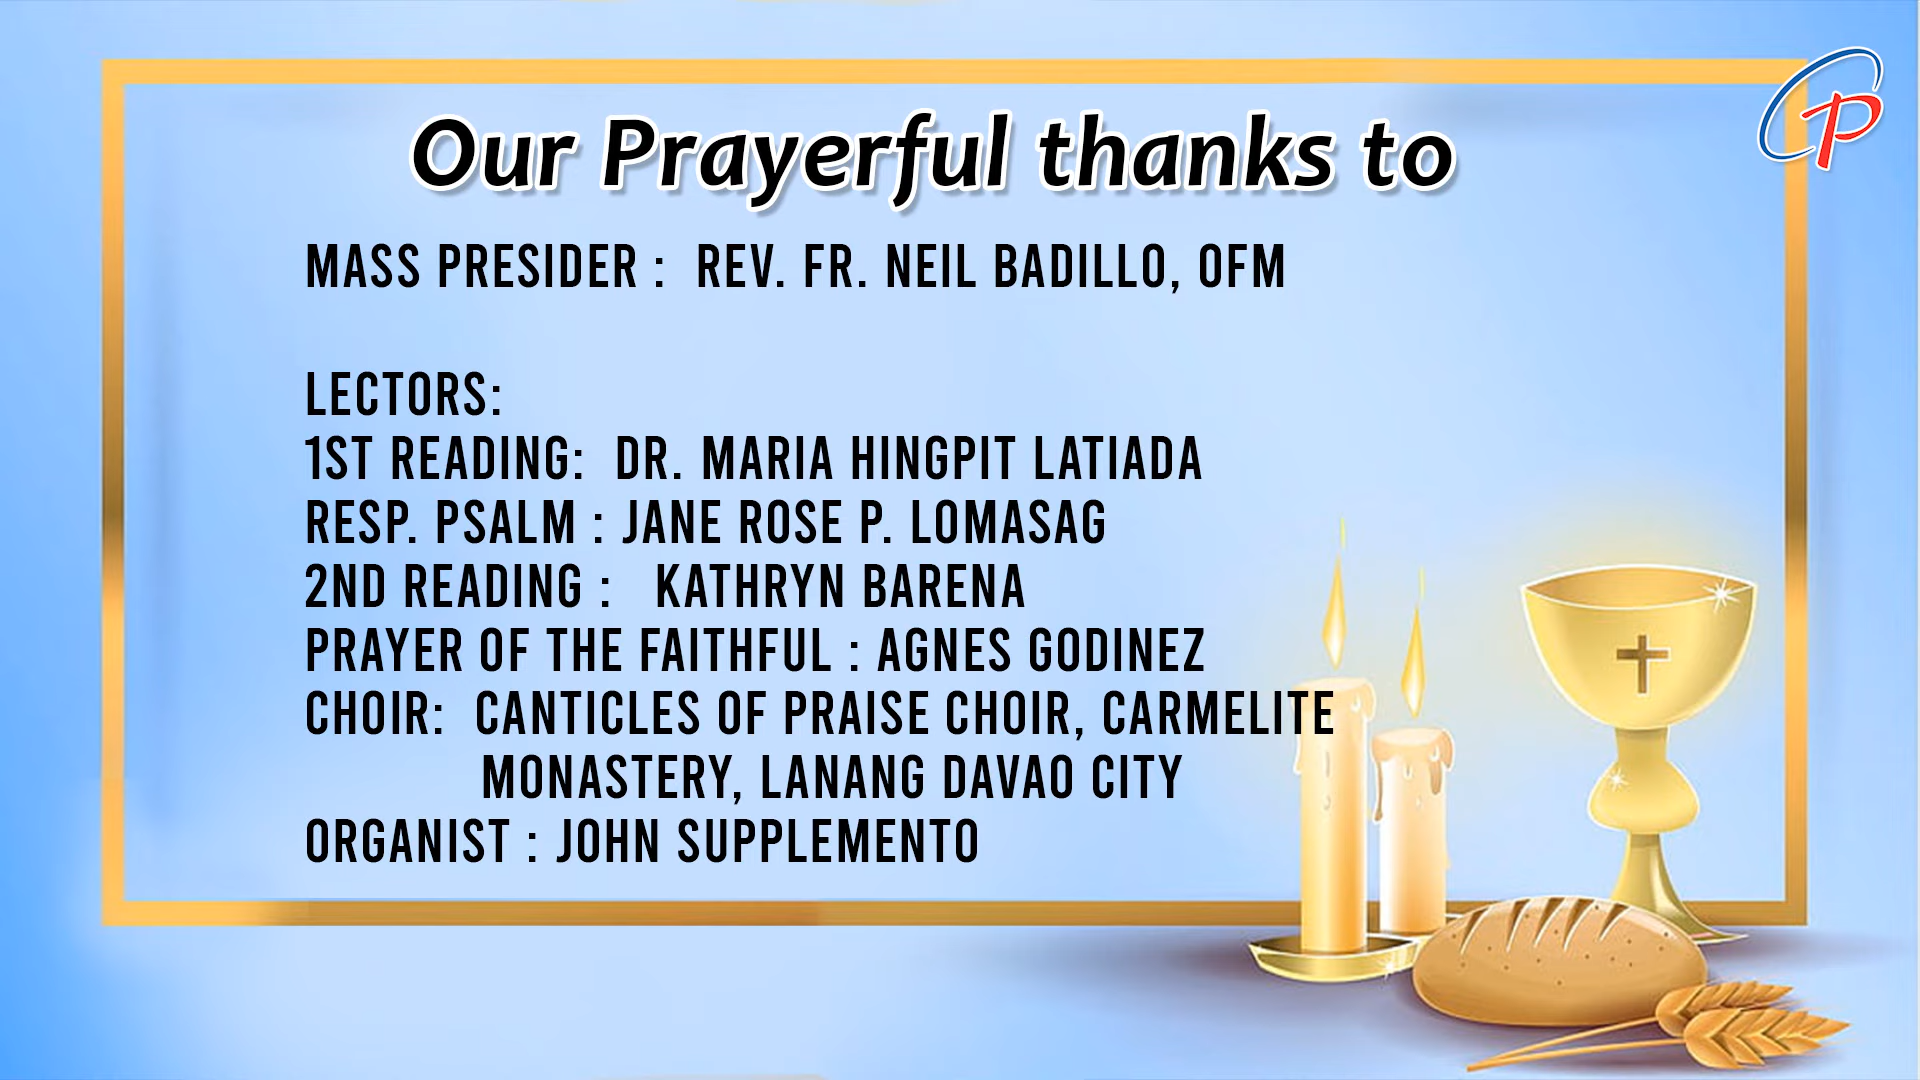 Our Prayerful thanks to
MASS PRESIDER : REV. FR. NEIL BADILLO, OFM
LECTORS:
1ST READING: DR. MARIA HINGPIT LATIADA
RESP. PSALM : JANE ROSE P. LOMASAG
2ND READING : KATHRYN BARENA
PRAYER OF THE FAITHFUL : AGNES GODINEZ
CHOIR: CANTICLES OF PRAISE CHOIR, CARMELITE
MONASTERY, LANANG DAVAO CITY
ORGANIST : JOHN SUPPLEMENTO
CP